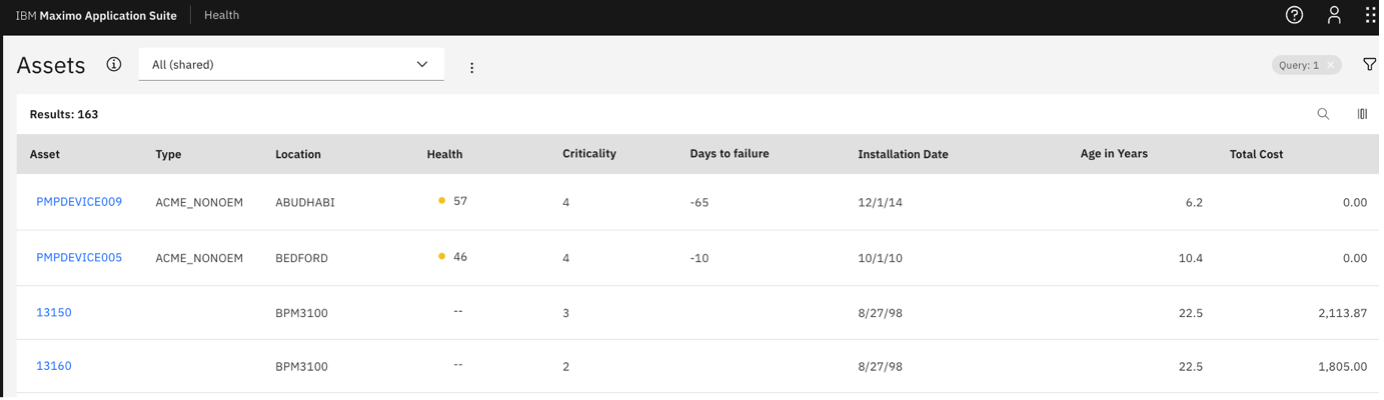 IBM Maximo Application Suite Health
Assets All (shared) Query: 1
Results: 163
Asset Type Location Health Criticality Days to failure Installation Date Age in Years Total Cost
PMPDEVICE009 ACME_NONOEM ABUDHABI 57 4 -65 12/1/14 6.2 0.00
PMPDEVICE005 ACME_NONOEM BEDFORD 46 4 -10 10/1/10 10.4 0.00
13150 BPM3100 -- 3 8/27/98 22.5 2,113.87
13160 BPM3100 -- 2 8/27/98 22.5 1,805.00